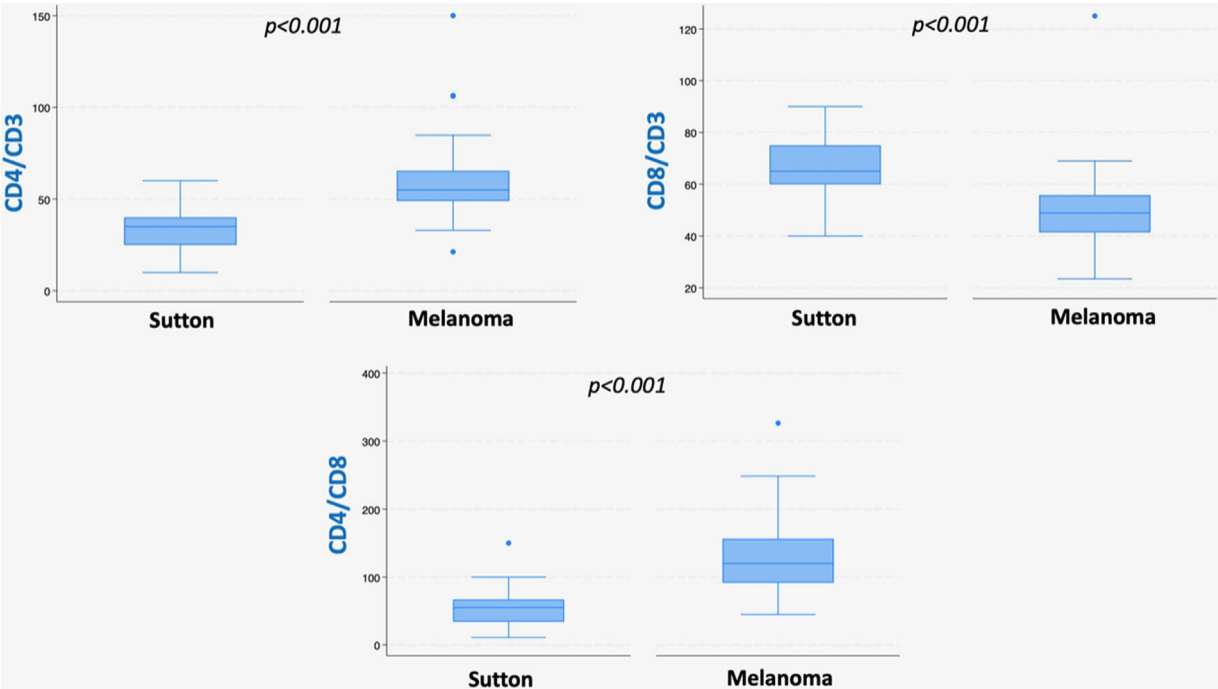 p<0.001
CD4/CD3
150
100
50
0
Sutton
Melanoma
p<0.001
CD8/CD3
120
100
80
60
40
20
Sutton
Melanoma
p<0.001
CD4/CD8
400
300
200
100
0
Sutton
Melanoma